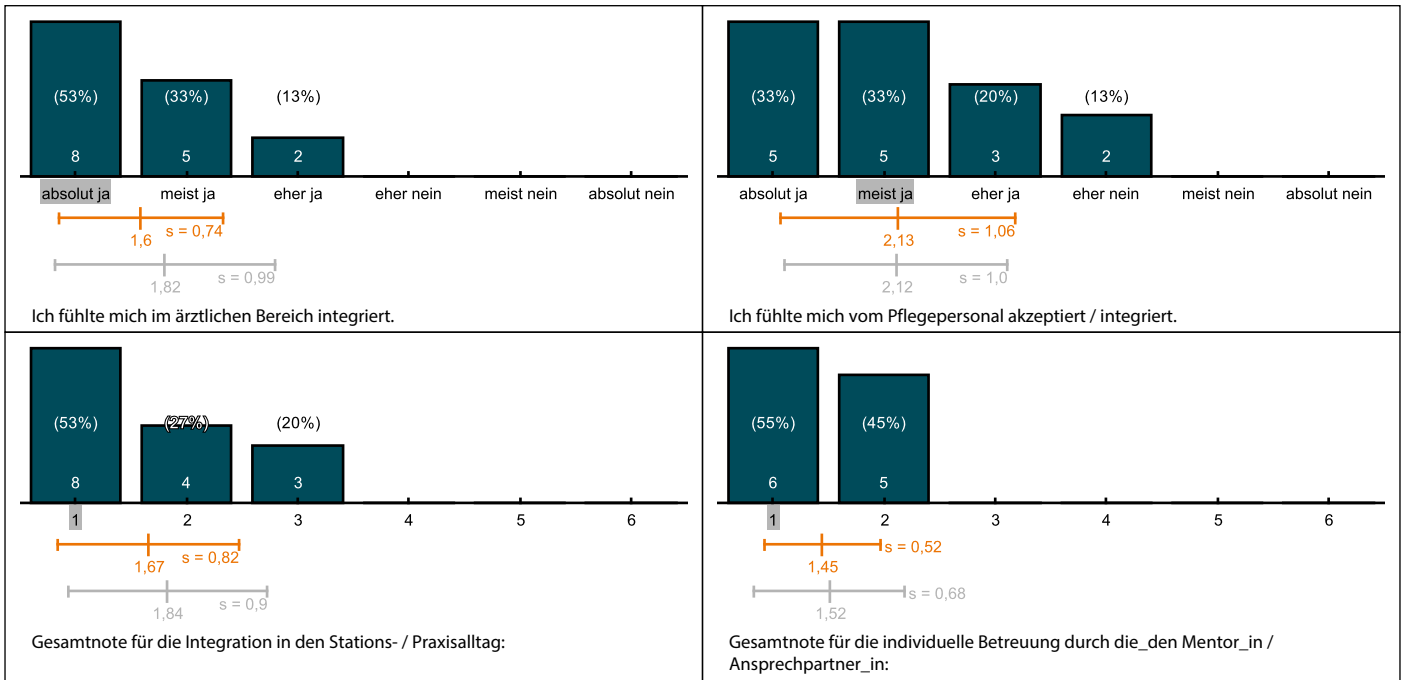 (53%) (33%) (13%)
8 5 2
absolut ja meist ja eher ja eher nein meist nein absolut nein
s = 0,74
1,6
s = 0,99
1,82
Ich fühlte mich im ärztlichen Bereich integriert.
(33%) (33%) (20%) (13%)
5 5 3 2
absolut ja meist ja eher ja eher nein meist nein absolut nein
s = 1,06
2,13
s = 1,0
2,12
Ich fühlte mich vom Pflegepersonal akzeptiert / integriert.
(53%) (27%) (20%)
8 4 3
1 2 3 4 5 6
s = 0,82
1,67
s = 0,9
1,84
Gesamtnote für die Integration in den Stations- / Praxisalltag:
(55%) (45%)
6 5
1 2 3 4 5 6
s = 0,52
1,45
s = 0,68
1,52
Gesamtnote für die individuelle Betreuung durch die_den Mentor_in /
Ansprechpartner_in: